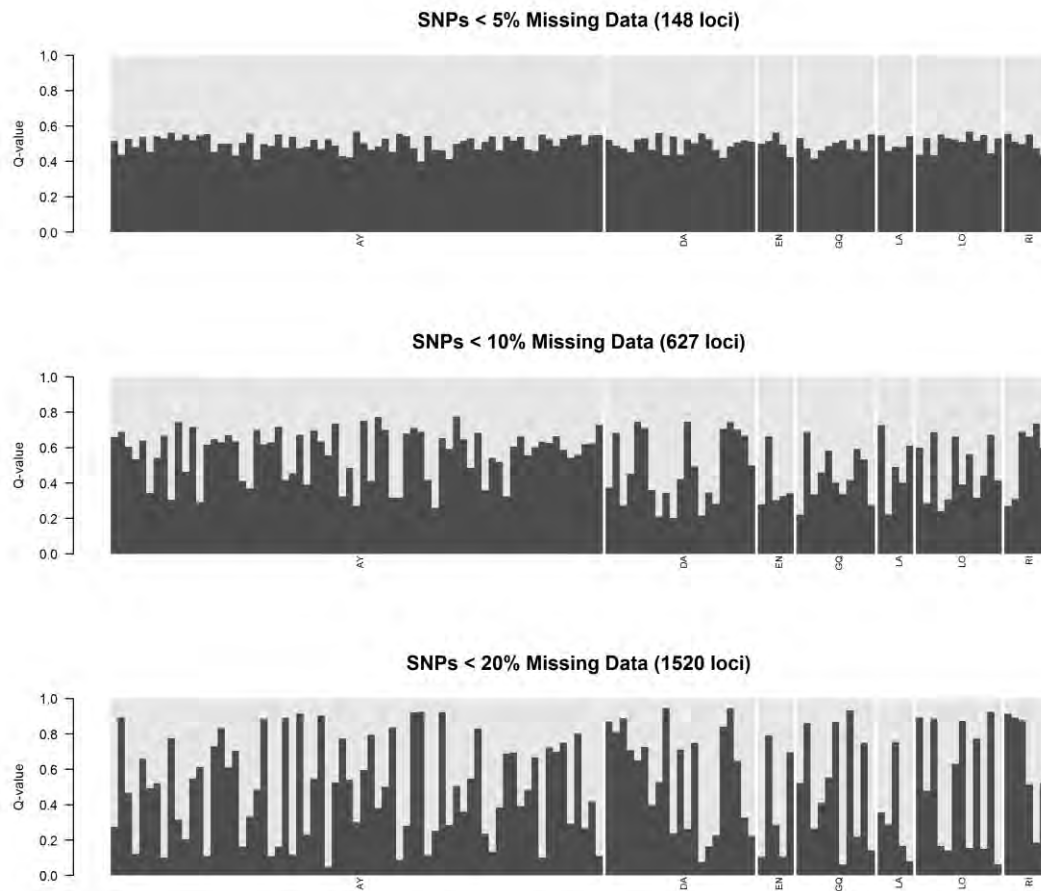 SNPs < 5% Missing Data (148 loci)
1.0
0.8
0.6
0.4
0.2
0.0
Q-value
AY DA EN GQ LA LO RI
SNPs < 10% Missing Data (627 loci)
1.0
0.8
0.6
0.4
0.2
0.0
Q-value
AY DA EN GQ LA LO RI
SNPs < 20% Missing Data (1520 loci)
1.0
0.8
0.6
0.4
0.2
0.0
Q-value
AY DA EN GQ LA LO RI